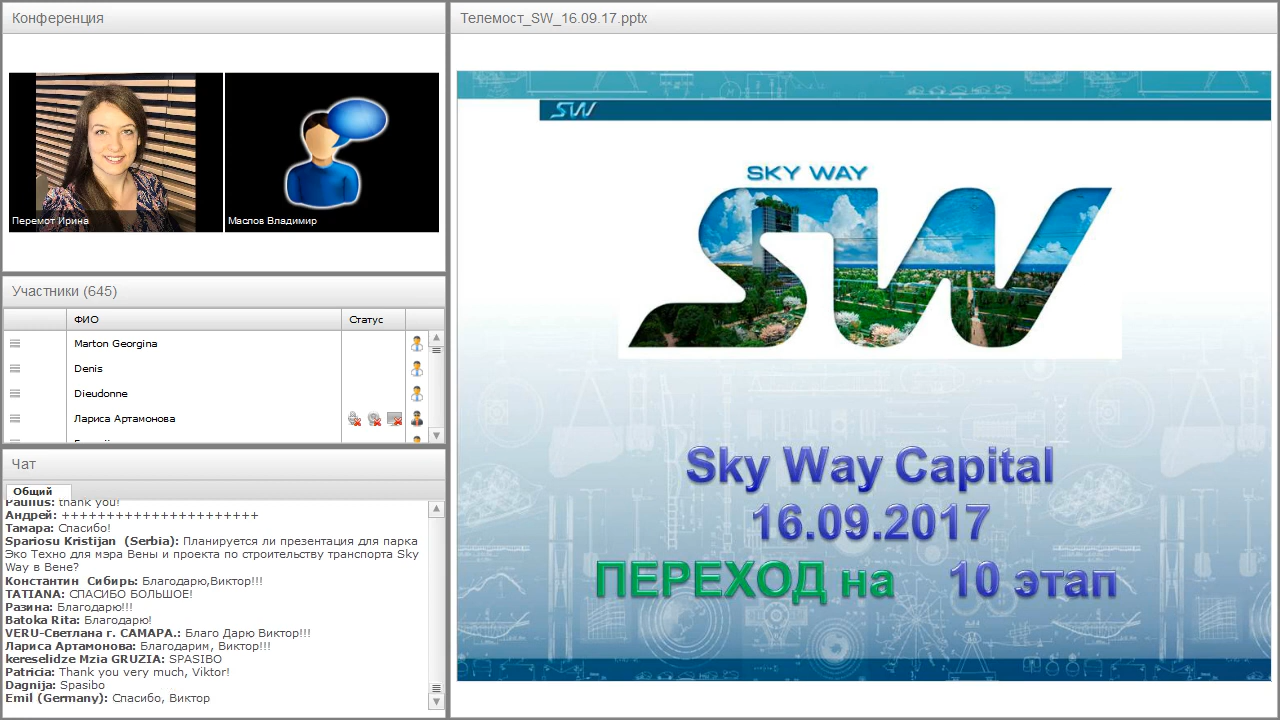 Конференция
Перемот Ирина
Маслов Владимир
Участники (645)
ФИО Статус
Marton Georgina
Denis
Dieudonne
Лариса Артамонова
Чат
Общий
Paulius: thank you!
Андрей: ++++++++++++++++++++++
Тамара: Спасибо!
Spariosu Kristijan (Serbia): Планируется ли презентация для парка
Эко Техно для мэра Вены и проекта по строительству транспорта Sky
Way в Вене?
Константин Сибирь: Благодарю,Виктор!!!
TATIANA: СПАСИБО БОЛЬШОЕ!
Разина: Благодарю!!!
Batoka Rita: Благодарю!
VERU-Светлана г. САМАРА.: Благо Дарю Виктор!!!
Лариса Артамонова: Благодарим, Виктор!!!
kereselidze Mzia GRUZIA: SPASIBO
Patricia: Thank you very much, Viktor!
Dagnija: Spasibo
Emil (Germany): Спасибо, Виктор
Телемост_SW_16.09.17.pptx
SW
SKY WAY
SW
Sky Way Capital
16.09.2017
ПЕРЕХОД на 10 этап